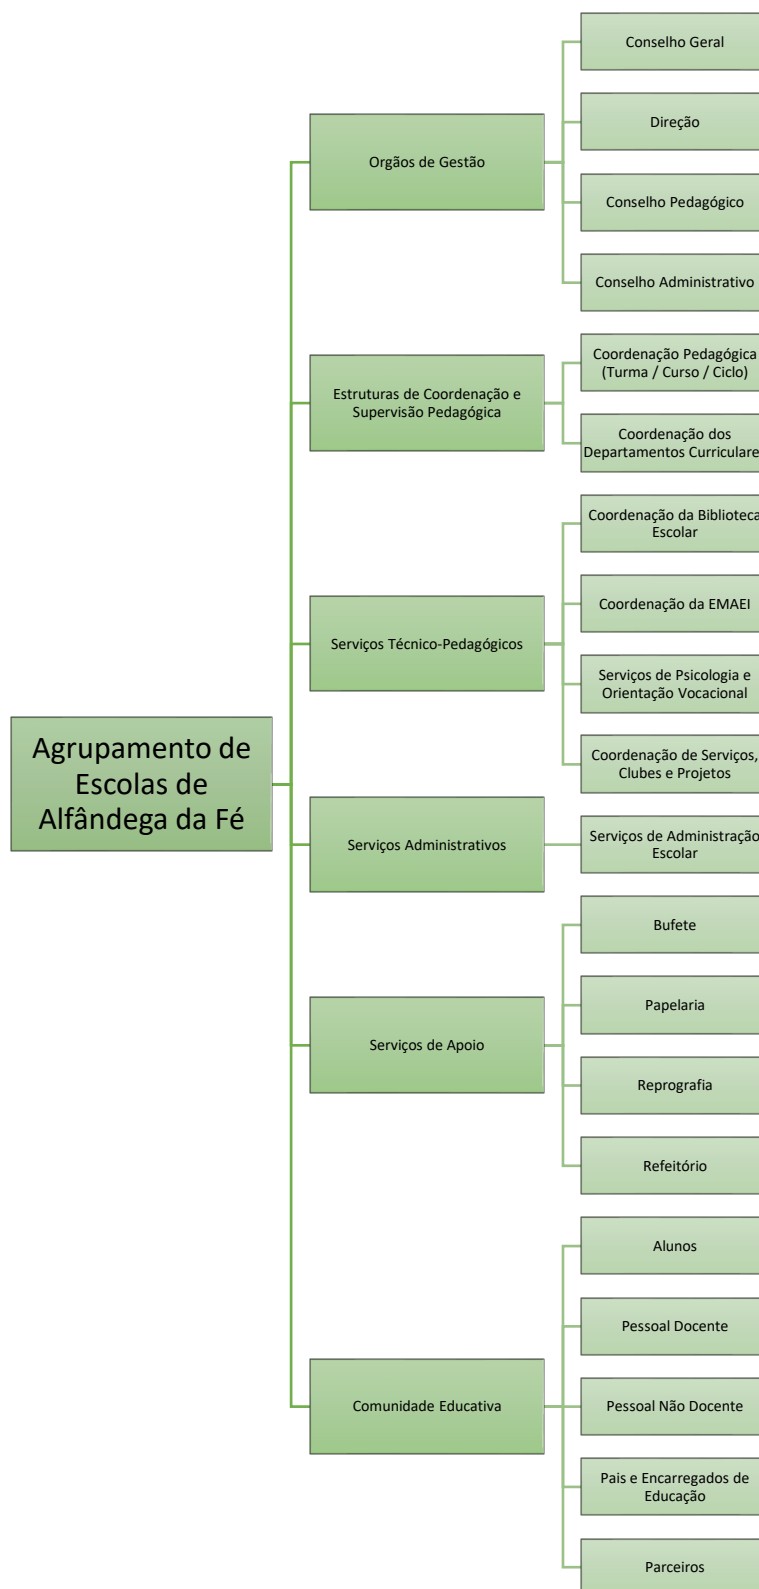 Agrupamento de
Escolas de
Alfândega da Fé
Orgãos de Gestão
Conselho Geral
Direção
Conselho Pedagógico
Conselho Administrativo
Estruturas de Coordenação e
Supervisão Pedagógica
Coordenação Pedagógica
(Turma / Curso / Ciclo)
Coordenação dos
Departamentos Curriculare
Serviços Técnico-Pedagógicos
Coordenação da Biblioteca
Escolar
Coordenação da EMAEI
Serviços de Psicologia e
Orientação Vocacional
Coordenação de Serviços,
Clubes e Projetos
Serviços Administrativos
Serviços de Administração
Escolar
Serviços de Apoio
Bufete
Papelaria
Reprografia
Refeitório
Comunidade Educativa
Alunos
Pessoal Docente
Pessoal Não Docente
Pais e Encarregados de
Educação
Parceiros